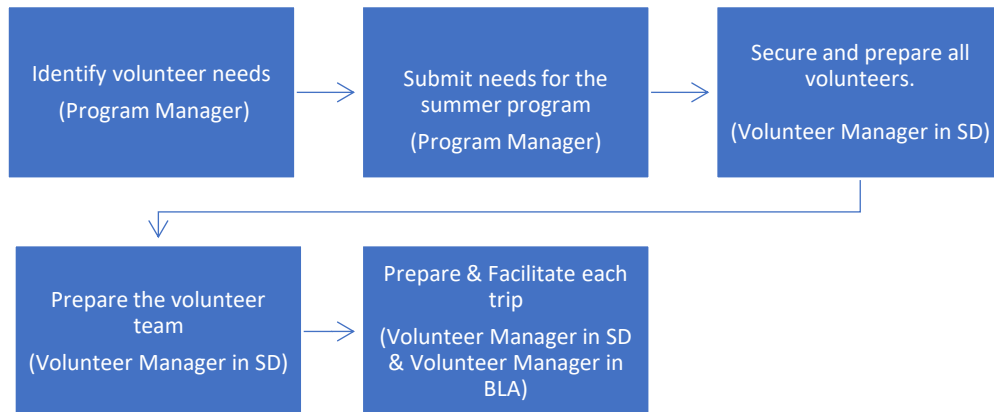 Identify volunteer needs
(Program Manager)
Submit needs for the
summer program
(Program Manager)
Secure and prepare all
volunteers.
(Volunteer Manager in SD)
Prepare the volunteer
team
(Volunteer Manager in SD)
Prepare & Facilitate each
trip
(Volunteer Manager in SD
& Volunteer Manager in
BLA)